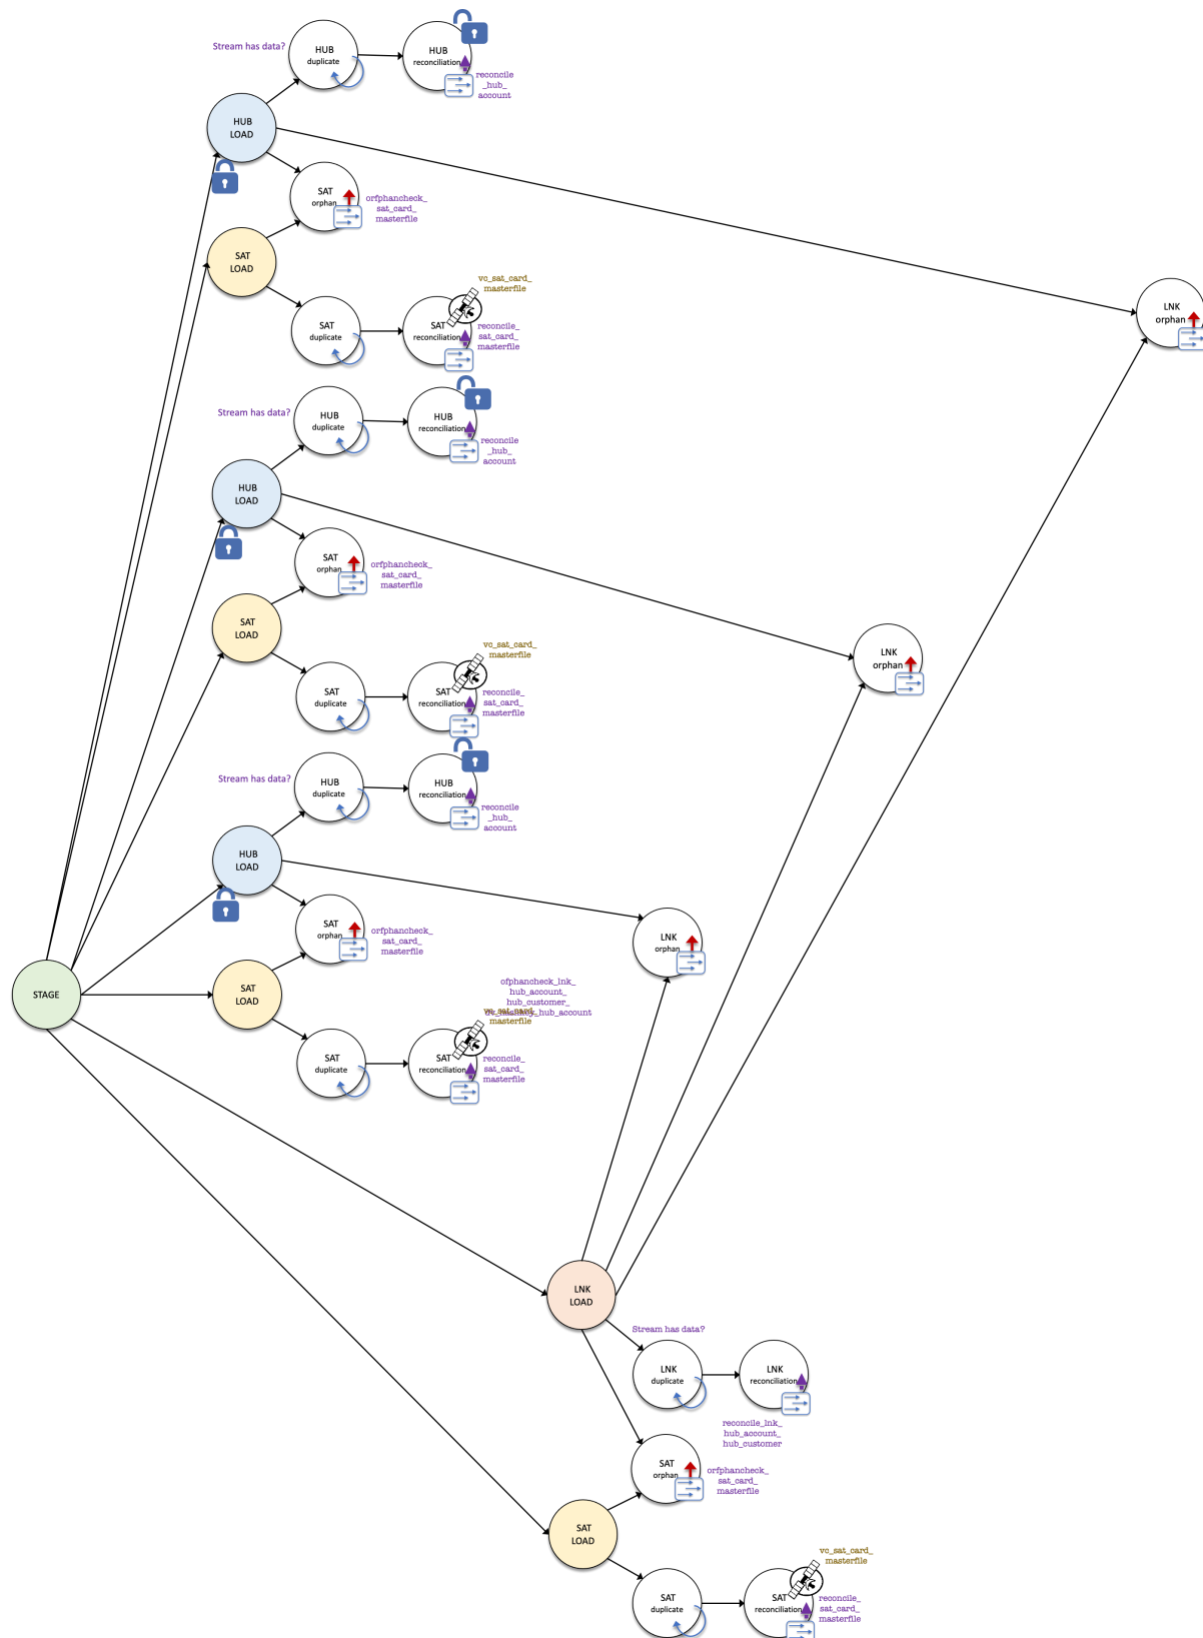 Stream has data?
HUB
duplicate
HUB
reconciliation
reconcile
_hub_
account
HUB
LOAD
SAT
orphan
orfphancheck_
sat_card_
masterfile
SAT
LOAD
vc_sat_card_
masterfile
SAT
duplicate
SAT
reconciliation
reconcile_
sat_card_
masterfile
LNK
orphan
Stream has data?
HUB
duplicate
HUB
reconciliation
reconcile
_hub_
account
HUB
LOAD
SAT
orphan
orfphancheck_
sat_card_
masterfile
SAT
LOAD
vc_sat_card_
masterfile
SAT
duplicate
SAT
reconciliation
reconcile_
sat_card_
masterfile
LNK
orphan
Stream has data?
HUB
duplicate
HUB
reconciliation
reconcile
_hub_
account
HUB
LOAD
SAT
orphan
orfphancheck_
sat_card_
masterfile
LNK
orphan
STAGE
SAT
LOAD
ofphancheck_lnk_
hub_account_
hub_customer_
hub_account
masterfile
SAT
duplicate
SAT
reconciliation
reconcile_
sat_card_
masterfile
LNK
LOAD
Stream has data?
LNK
duplicate
LNK
reconciliation
reconcile_lnk_
hub_account_
hub_customer
SAT
orphan
orfphancheck_
sat_card_
masterfile
SAT
LOAD
vc_sat_card_
masterfile
SAT
duplicate
SAT
reconciliation
reconcile_
sat_card_
masterfile